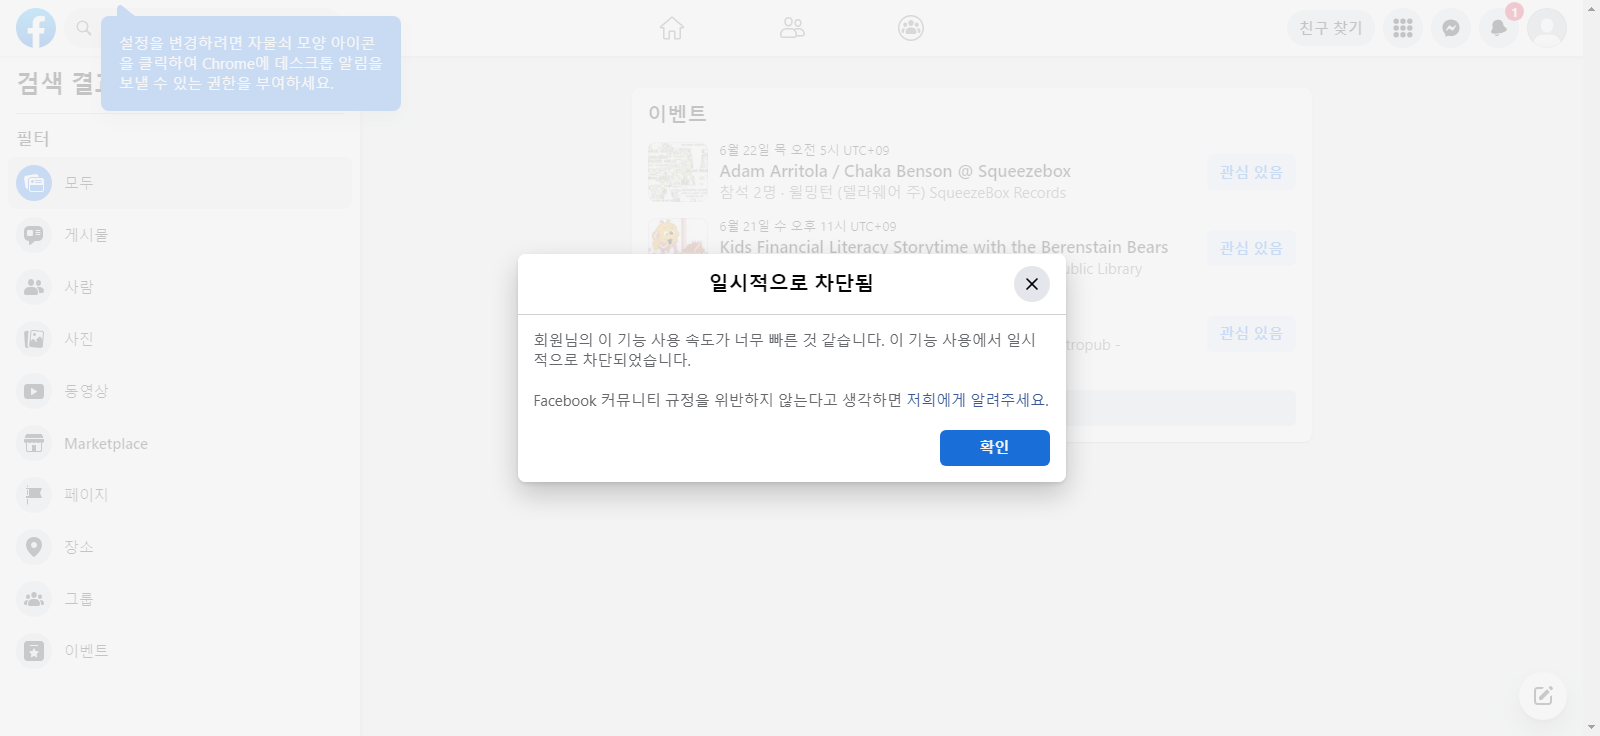 설정을 변경하려면 자물쇠 모양 아이콘
을 클릭하여 Chrome에 데스크톱 알림을
보낼 수 있는 권한을 부여하세요.
친구 찾기
1
검색
필터
모두
게시물
사람
사진
동영상
Marketplace
페이지
장소
그룹
이벤트
이벤트
6월 22일 목 오전 5시 UTC+09
Adam Arritola / Chaka Benson @ Squeezebox
참석 2명 · 윌밍턴 (델라웨어 주) SqueezeBox Records
관심 있음
6월 21일 수 오후 11시 UTC+09
Kids Financial Literacy Storytime with the Berenstain Bears
Library
관심 있음
관심 있음
일시적으로 차단됨
회원님의 이 기능 사용 속도가 너무 빠른 것 같습니다. 이 기능 사용에서 일시
적으로 차단되었습니다.
Facebook 커뮤니티 규정을 위반하지 않는다고 생각하면 저희에게 알려주세요.
확인